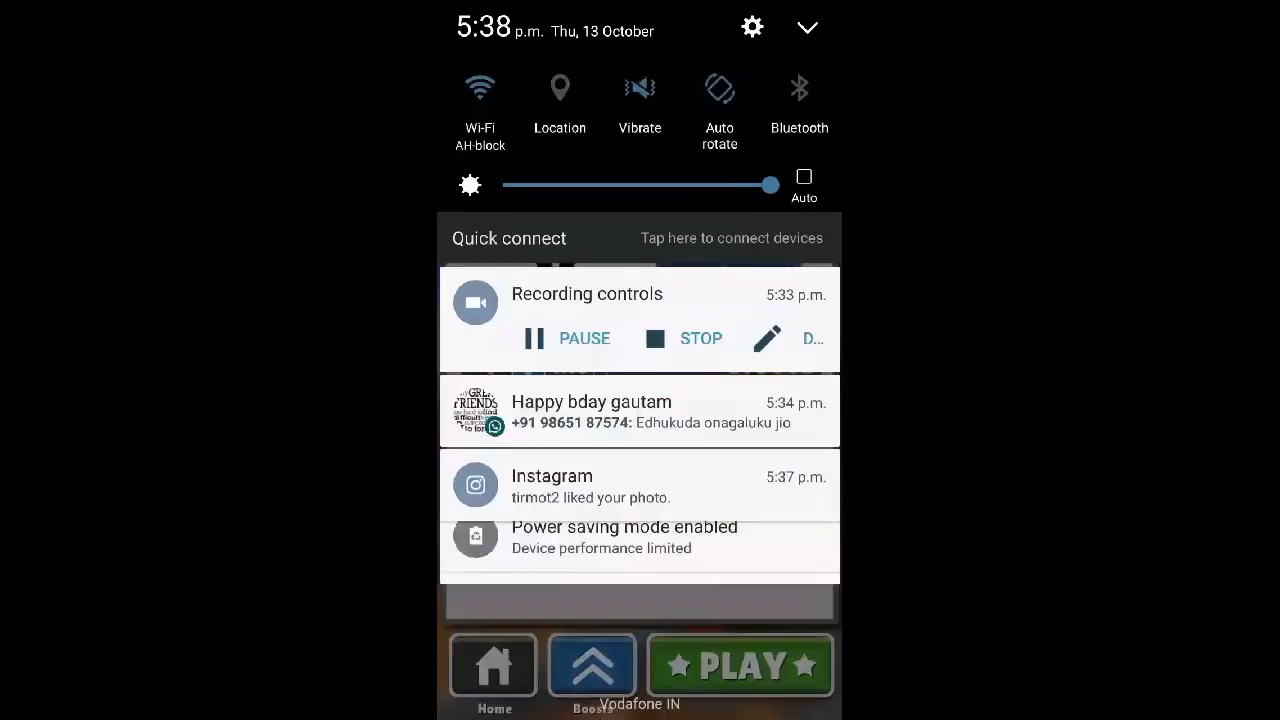 5:38 p.m. Thu, 13 October
Wi-Fi
AH-block
Location
Vibrate
Auto
rotate
Bluetooth
Auto
Quick connect Tap here to connect devices
Recording controls 5:33 p.m.
PAUSE STOP D...
GRE
FRIENDS
Happy bday gautam 5:34 p.m.
+91 98651 87574: Edhukuda onagaluku jio
Instagram 5:37 p.m.
tirmot2 liked your photo.
Power saving mode enabled
Device performance limited
PLAY
Home Boosts
Vodafone IN